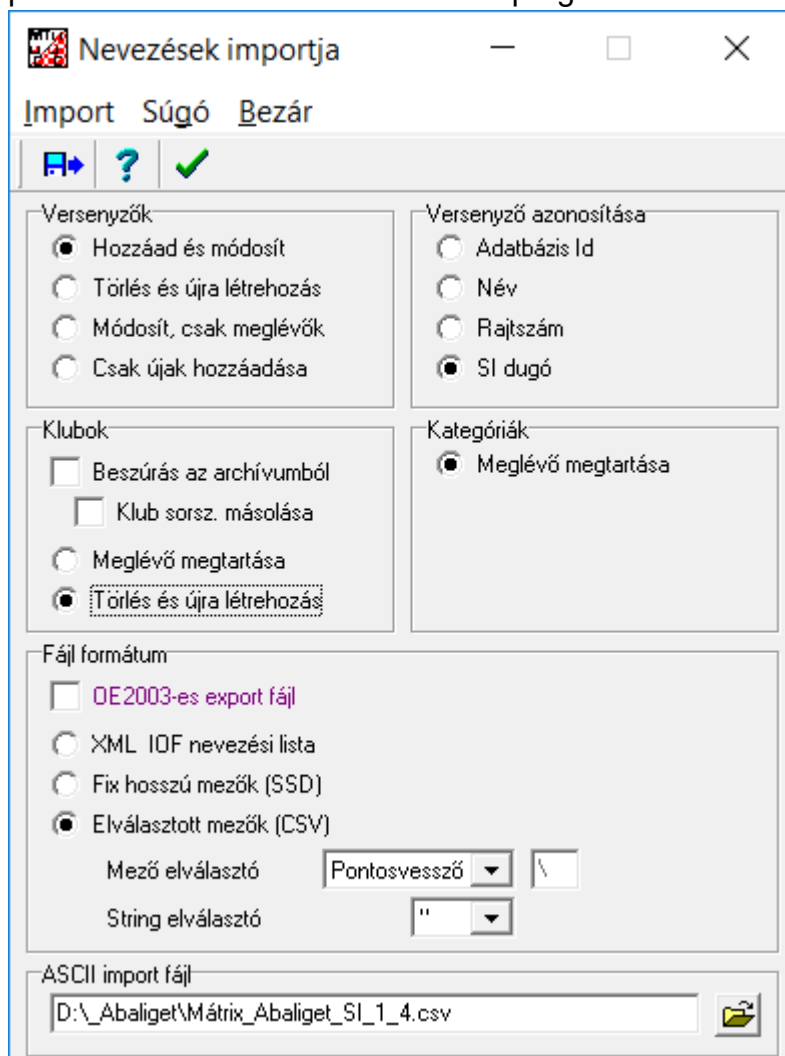 Nevezések importja
Import Súgó Bezár
Versenyzők
Hozzáad és módosít
Törlés és újra létrehozás
Módosít, csak meglévők
Csak újak hozzáadása
Versenyző azonosítása
Adatbázis Id
Név
Rajtszám
SI dugó
Klubok
Beszúrás az archívumból
Klub sorsz. másolása
Meglévő megtartása
Törlés és újra létrehozás
Kategóriák
Meglévő megtartása
Fájl formátum
OE2003-es export fájl
XML IOF nevezési lista
Fix hosszú mezők (SSD)
Elválasztott mezők (CSV)
Mező elválasztó Pontosvessző \
String elválasztó "
ASCII import fájl
D:\_Abaliget\Mátrix_Abaliget_SI_1_4.csv